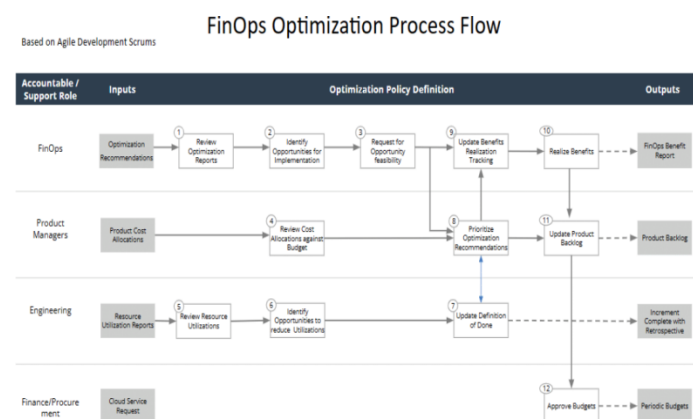 FinOps Optimization Process Flow
Based on Agile Development Scrums
Accountable /
Support Role
Inputs
Optimization Policy Definition
Outputs
FinOps
Optimization
Recommendations
1
Review
Optimization
Reports
2
Identify
Opportunities for
Implementation
3
Request for
Opportunity
feasibility
9
Update Benefits
Realization
Tracking
10
Realize Benefits
FinOps Benefit
Report
Product
Managers
Product Cost
Allocations
4
Review Cost
Allocations against
Budget
8
Prioritize
Optimization
Recommendations
11
Update Product
Backlog
Product Backlog
Engineering
Resource
Utilization Reports
5
Review Resource
Utilizations
6
Identify
Opportunities to
reduce Utilizations
7
Update Definition
of Done
Increment
Complete with
Retrospective
Finance/Procure
ment
Cloud Service
Request
12
Approve Budgets
Periodic Budgets